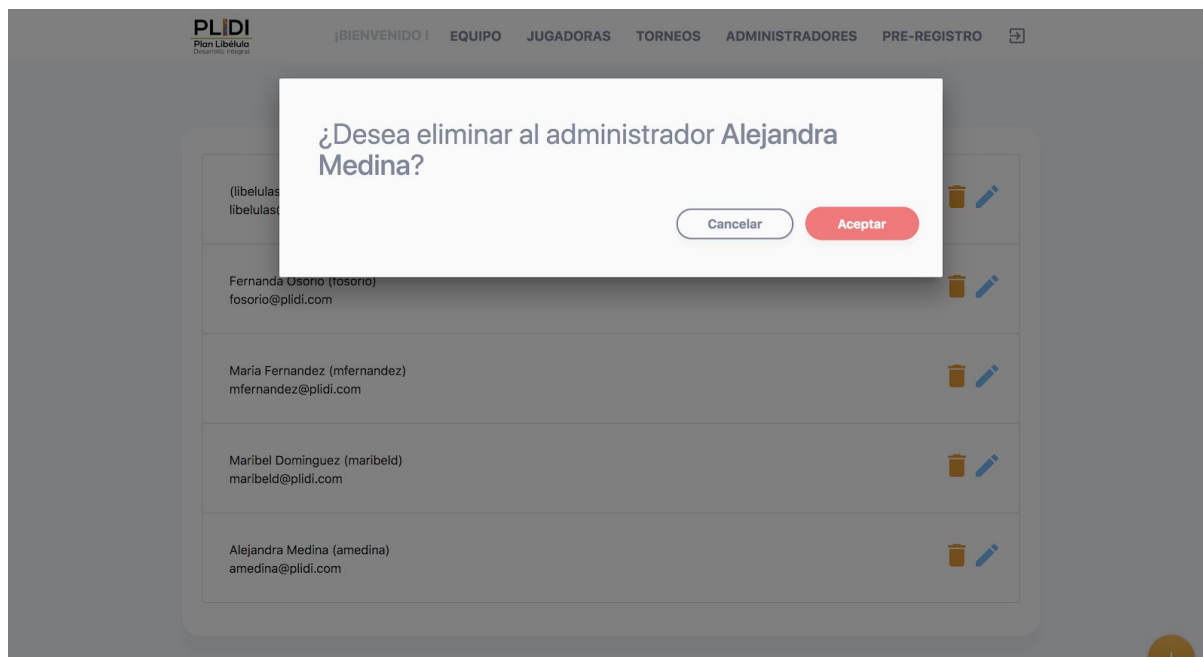 PLIDI
Plan Libélula
Desarrollo Integral
¡BIENVENIDO ! EQUIPO JUGADORAS TORNEOS ADMINISTRADORES PRE-REGISTRO
¿Desea eliminar al administrador Alejandra
Medina?
Cancelar Aceptar
(libelulas
libelulas@
Fernanda Osorio (fosorio)
fosorio@plidi.com
Maria Fernandez (mfernandez)
mfernandez@plidi.com
Maribel Dominguez (maribeld)
maribeld@plidi.com
Alejandra Medina (amedina)
amedina@plidi.com